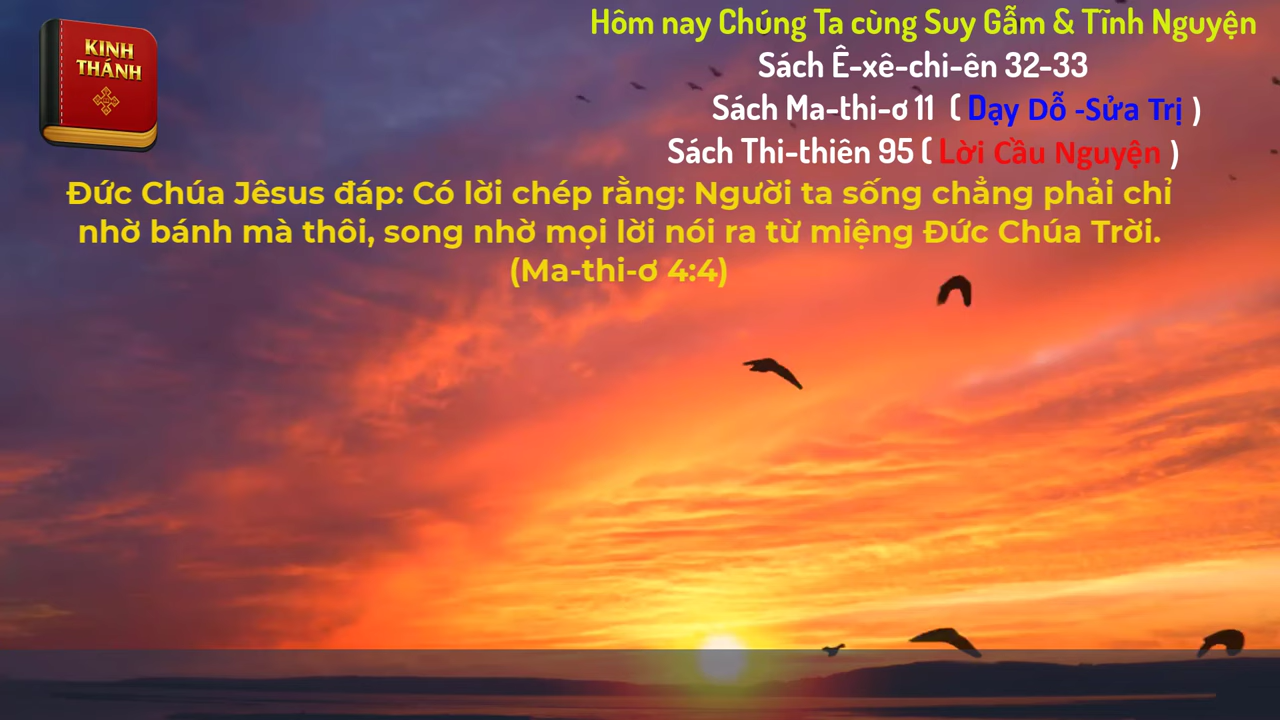 KINH
THÁNH
Hôm nay Chúng Ta cùng Suy Gẫm & Tĩnh Nguyện
Sách Ê-xê-chi-ên 32-33
Sách Ma-thi-ơ 11 ( Dạy Dỗ -Sửa Trị )
Sách Thi-thiên 95 ( Lời Cầu Nguyện )
Đức Chúa Jêsus đáp: Có lời chép rằng: Người ta sống chẳng phải chỉ
nhờ bánh mà thôi, song nhờ mọi lời nói ra từ miệng Đức Chúa Trời.
(Ma-thi-ơ 4:4)